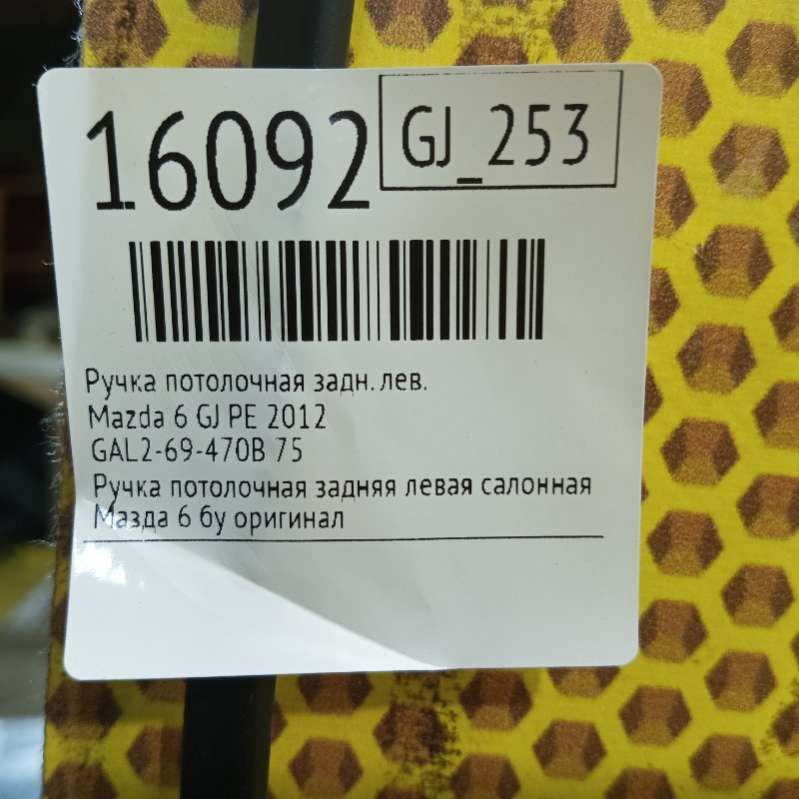 16092
GJ_253
Ручка потолочная задн. лев.
Mazda 6 GJ PE 2012
GAL2-69-470B 75
Ручка потолочная задняя левая салонная
Мазда 6 бу оригинал